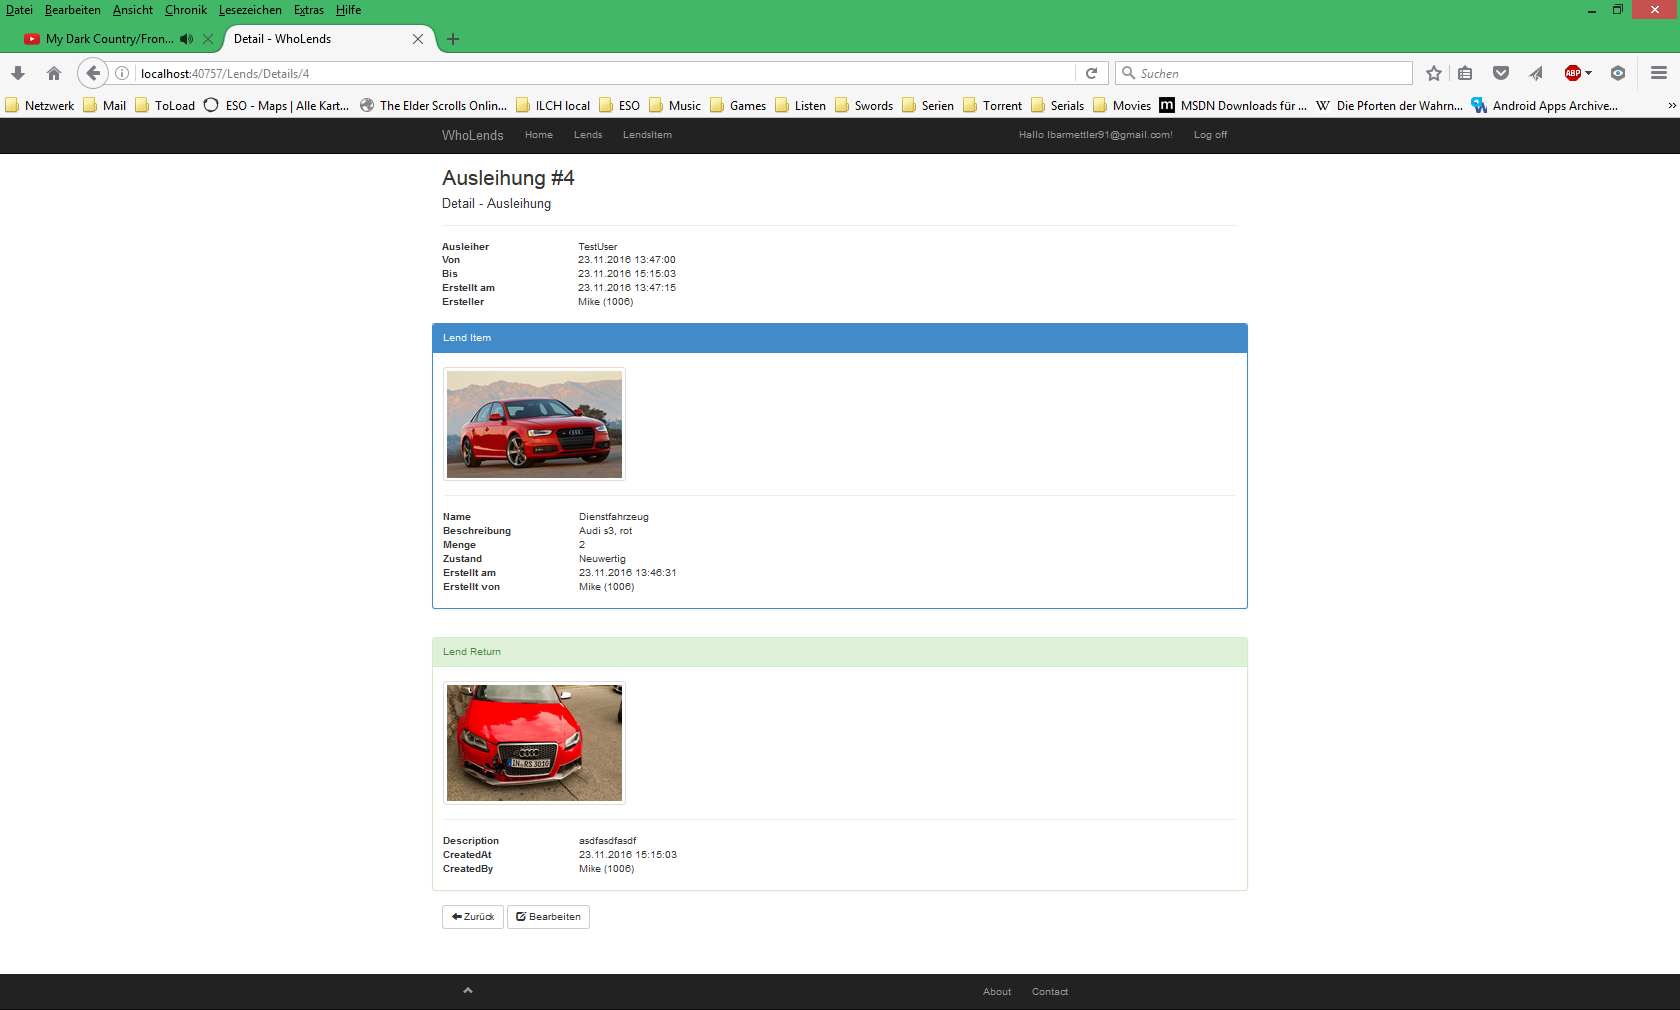 Datei Bearbeiten Ansicht Chronik Lesezeichen Extras Hilfe
My Dark Country/Fron... Detail - WhoLends
localhost:40757/Lends/Details/4 Suchen ABP
Netzwerk Mail ToLoad ESO - Maps | Alle Kart... The Elder Scrolls Onlin... ILCH local ESO Music Games Listen Swords Serien Torrent Serials Movies m MSDN Downloads für ... W Die Pforten der Wahrn... Android Apps Archive... »
WhoLends Home Lends LendsItem Hallo lbarmettler91@gmail.com! Log off
Ausleihung #4
Detail - Ausleihung
Ausleiher TestUser
Von 23.11.2016 13:47:00
Bis 23.11.2016 15:15:03
Erstellt am 23.11.2016 13:47:15
Ersteller Mike (1006)
Lend Item
Name Dienstfahrzeug
Beschreibung Audi s3, rot
Menge 2
Zustand Neuwertig
Erstellt am 23.11.2016 13:46:31
Erstellt von Mike (1006)
Lend Return
IN RS 3010
Description asdfasdfasdf
CreatedAt 23.11.2016 15:15:03
CreatedBy Mike (1006)
Zurück Bearbeiten
About Contact